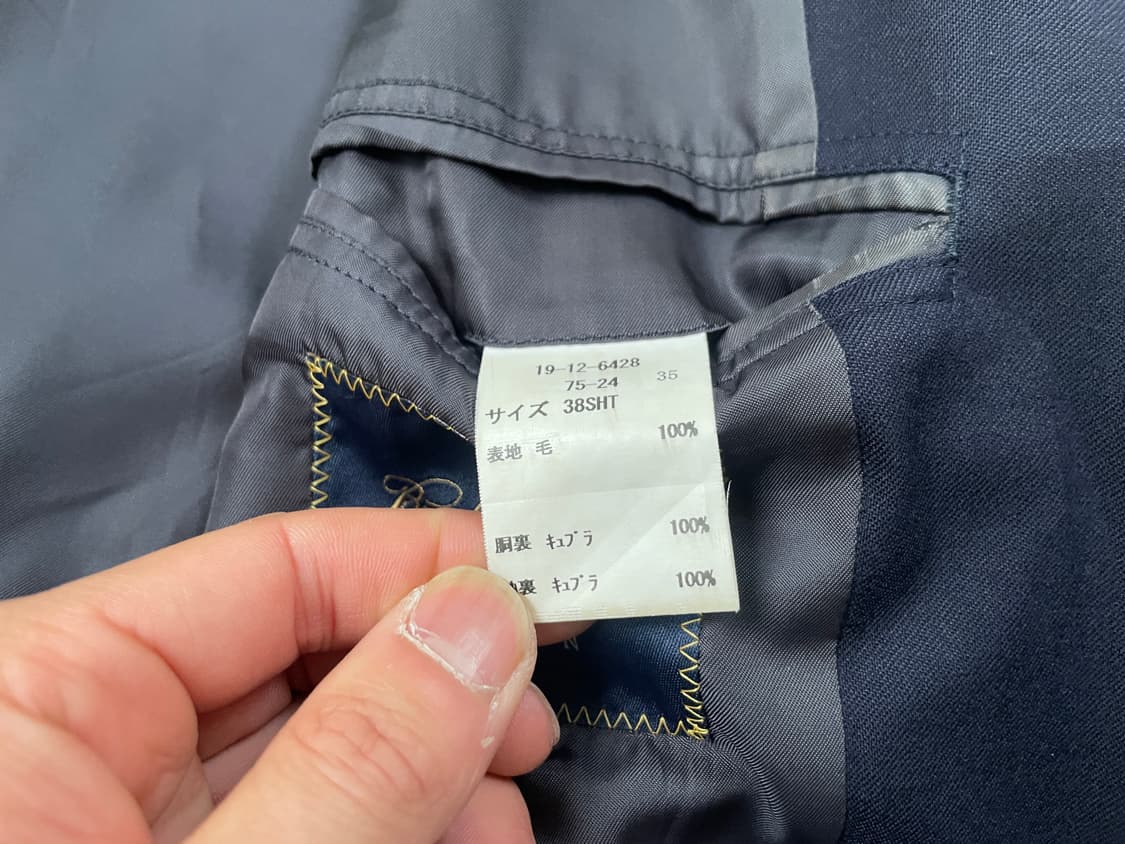 19-12-6428
75-24 35
サイズ 38SHT
表地 毛 100%
胴裏 キュプラ 100%
裏 キュプラ 100%